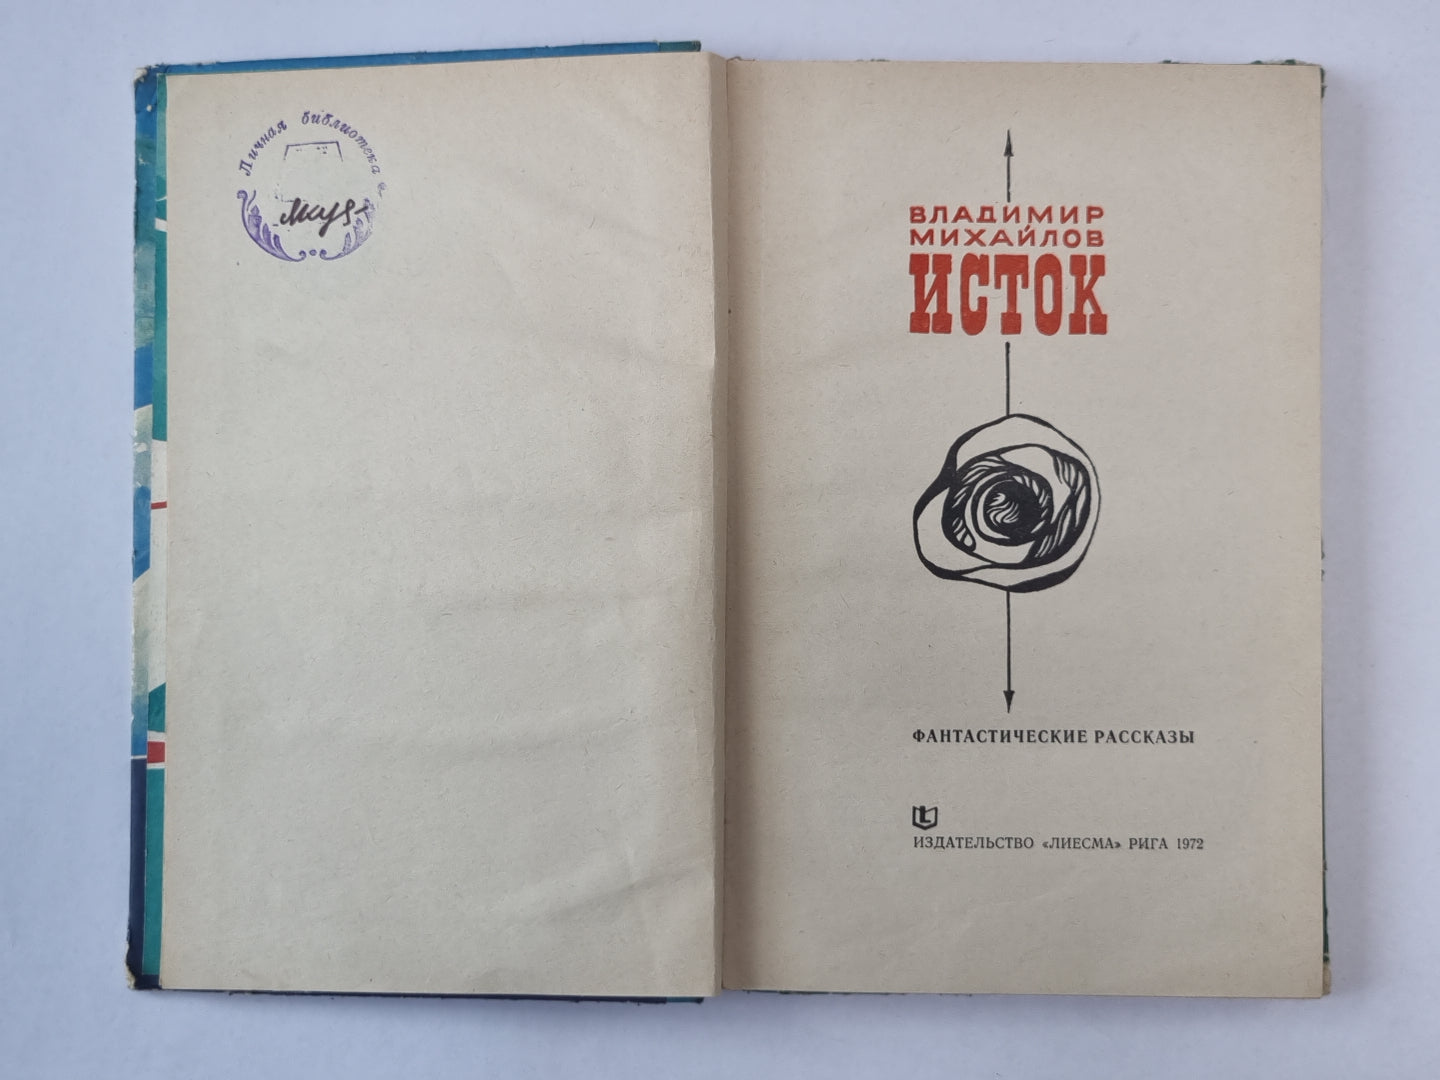 Личная библиотека
ВЛАДИМИР
МИХАЙЛОВ
ИСТОК
ФАНТАСТИЧЕСКИЕ РАССКАЗЫ
ИЗДАТЕЛЬСТВО «ЛИЕСМА» РИГА 1972